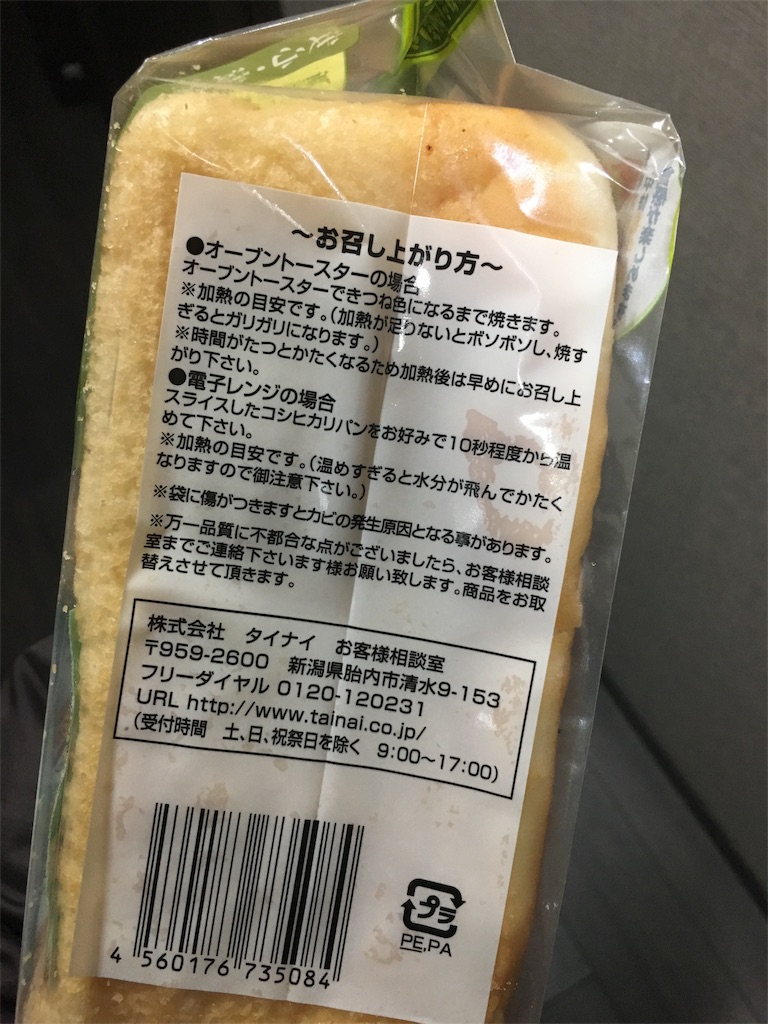 ～お召し上がり方～
●オーブントースターの場合
オーブントースターできつね色になるまで焼きます。
※加熱の目安です。(加熱が足りないとボソボソし、焼す
ぎるとガリガリになります。)
※時間がたつとかたくなるため加熱後は早めにお召し上
がり下さい。
●電子レンジの場合
スライスしたコシヒカリパンをお好みで10秒程度から温
めて下さい。
※加熱の目安です。(温めすぎると水分が飛んでかたく
なりますので御注意下さい。)
※袋に傷がつきますとカビの発生原因となる事があります。
※万一品質に不都合な点がございましたら、お客様相談
室までご連絡下さいます様お願い致します。商品をお取
替えさせて頂きます。
株式会社 タイナイ お客様相談室
〒959-2600 新潟県胎内市清水9-153
フリーダイヤル 0120-120231
URL http://www.tainai.co.jp/
(受付時間 土、日、祝祭日を除く 9:00～17:00)
4 560176 735084
プラ
PE,PA